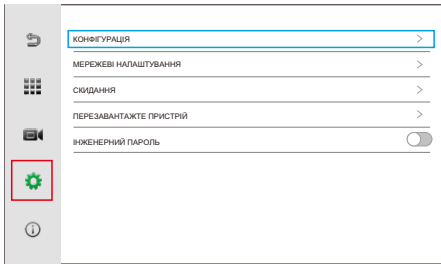 КОНФІГУРАЦІЯ
МЕРЕЖЕВІ НАЛАШТУВАННЯ
СКИДАННЯ
ПЕРЕЗАВАНТАЖТЕ ПРИСТРІЙ
ІНЖЕНЕРНИЙ ПАРОЛЬ